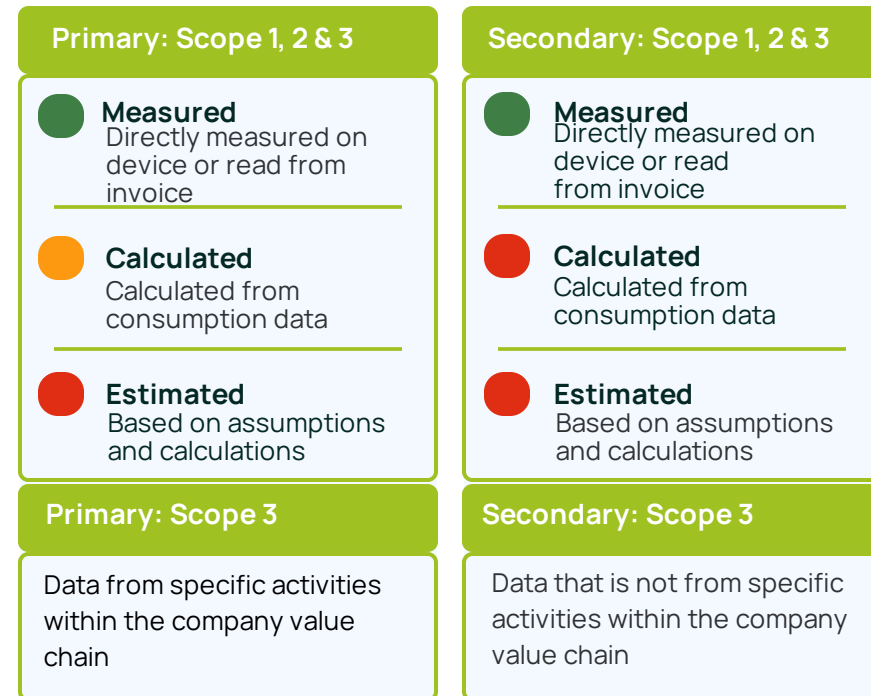 Primary: Scope 1, 2 & 3
Measured
Directly measured on
device or read from
invoice
Calculated
Calculated from
consumption data
Estimated
Based on assumptions
and calculations
Primary: Scope 3
Data from specific activities
within the company value
chain
Secondary: Scope 1, 2 & 3
Measured
Directly measured on
device or read
from invoice
Calculated
Calculated from
consumption data
Estimated
Based on assumptions
and calculations
Secondary: Scope 3
Data that is not from specific
activities within the company
value chain